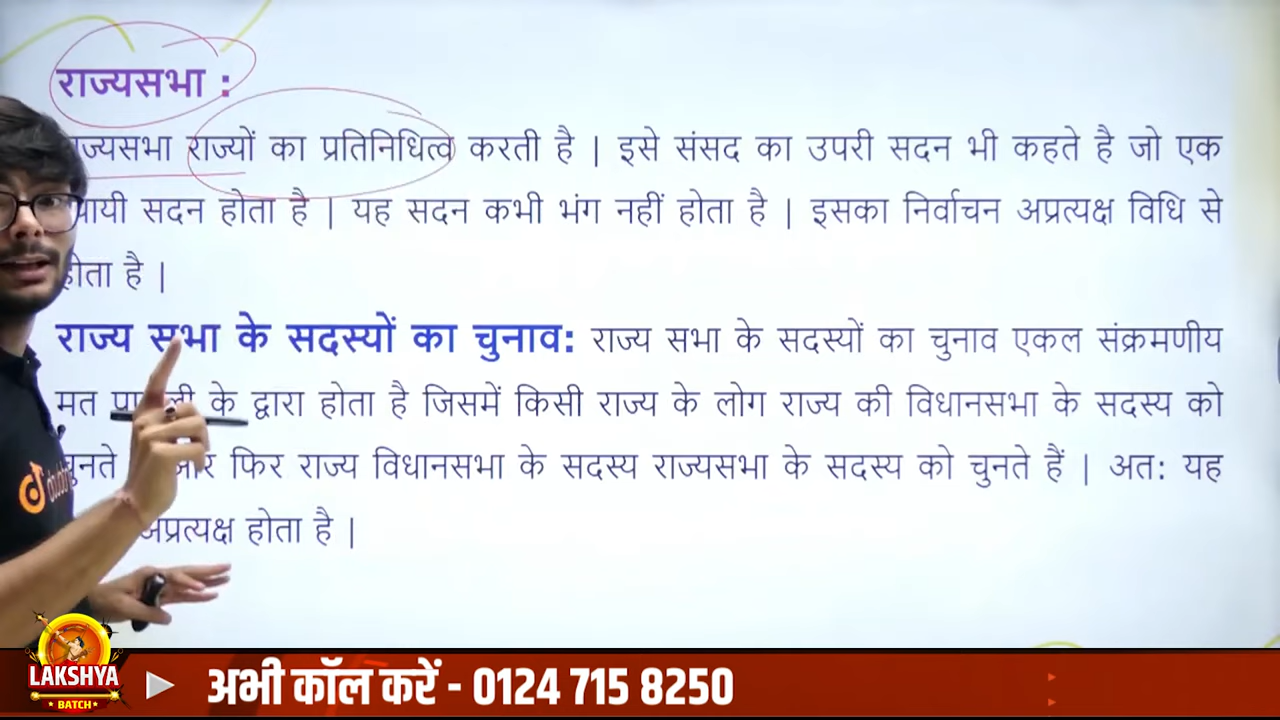 राज्यसभा :
राज्यसभा राज्यों का प्रतिनिधित्व करती है | इसे संसद का उपरी सदन भी कहते है जो एक
सदन होता है | यह सदन कभी भंग नहीं होता है | इसका निर्वाचन अप्रत्यक्ष विधि से
होता है |
राज्य सभा के सदस्यों का चुनाव: राज्य सभा के सदस्यों का चुनाव एकल संक्रमणीय
मत के द्वारा होता है जिसमें किसी राज्य के लोग राज्य की विधानसभा के सदस्य को
चुनते फिर राज्य विधानसभा के सदस्य राज्यसभा के सदस्य को चुनते हैं | अत: यह
अप्रत्यक्ष होता है |
LAKSHYA
BATCH
अभी कॉल करें - 0124 715 8250